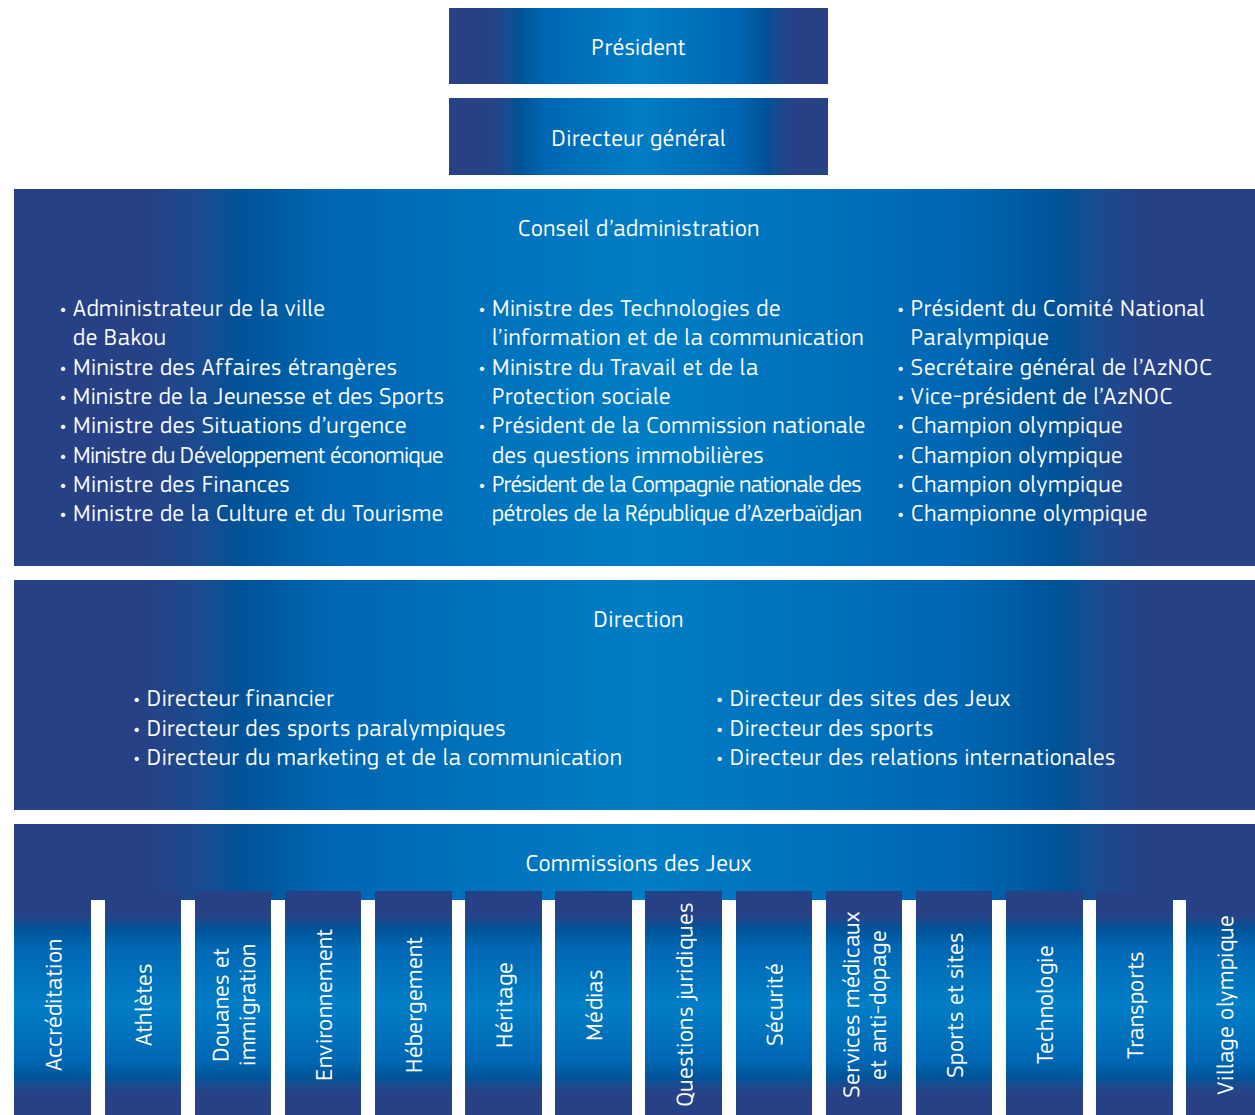 Président
Directeur général
Conseil d’administration
• Administrateur de la ville
de Bakou
• Ministre des Affaires étrangères
• Ministre de la Jeunesse et des Sports
• Ministre des Situations d’urgence
• Ministre du Développement économique
• Ministre des Finances
• Ministre de la Culture et du Tourisme
• Ministre des Technologies de
l’information et de la communication
• Ministre du Travail et de la
Protection sociale
• Président de la Commission nationale
des questions immobilières
• Président de la Compagnie nationale des
pétroles de la République d’Azerbaïdjan
• Président du Comité National
Paralympique
• Secrétaire général de l’AzNOC
• Vice-président de l’AzNOC
• Champion olympique
• Champion olympique
• Champion olympique
• Championne olympique
Direction
• Directeur financier
• Directeur des sports paralympiques
• Directeur du marketing et de la communication
• Directeur des sites des Jeux
• Directeur des sports
• Directeur des relations internationales
Commissions des Jeux
Accréditation
Athlètes
Douanes et
immigration
Environnement
Hébergement
Héritage
Médias
Questions juridiques
Sécurité
Services médicaux
et anti-dopage
Sports et sites
Technologie
Transports
Village olympique